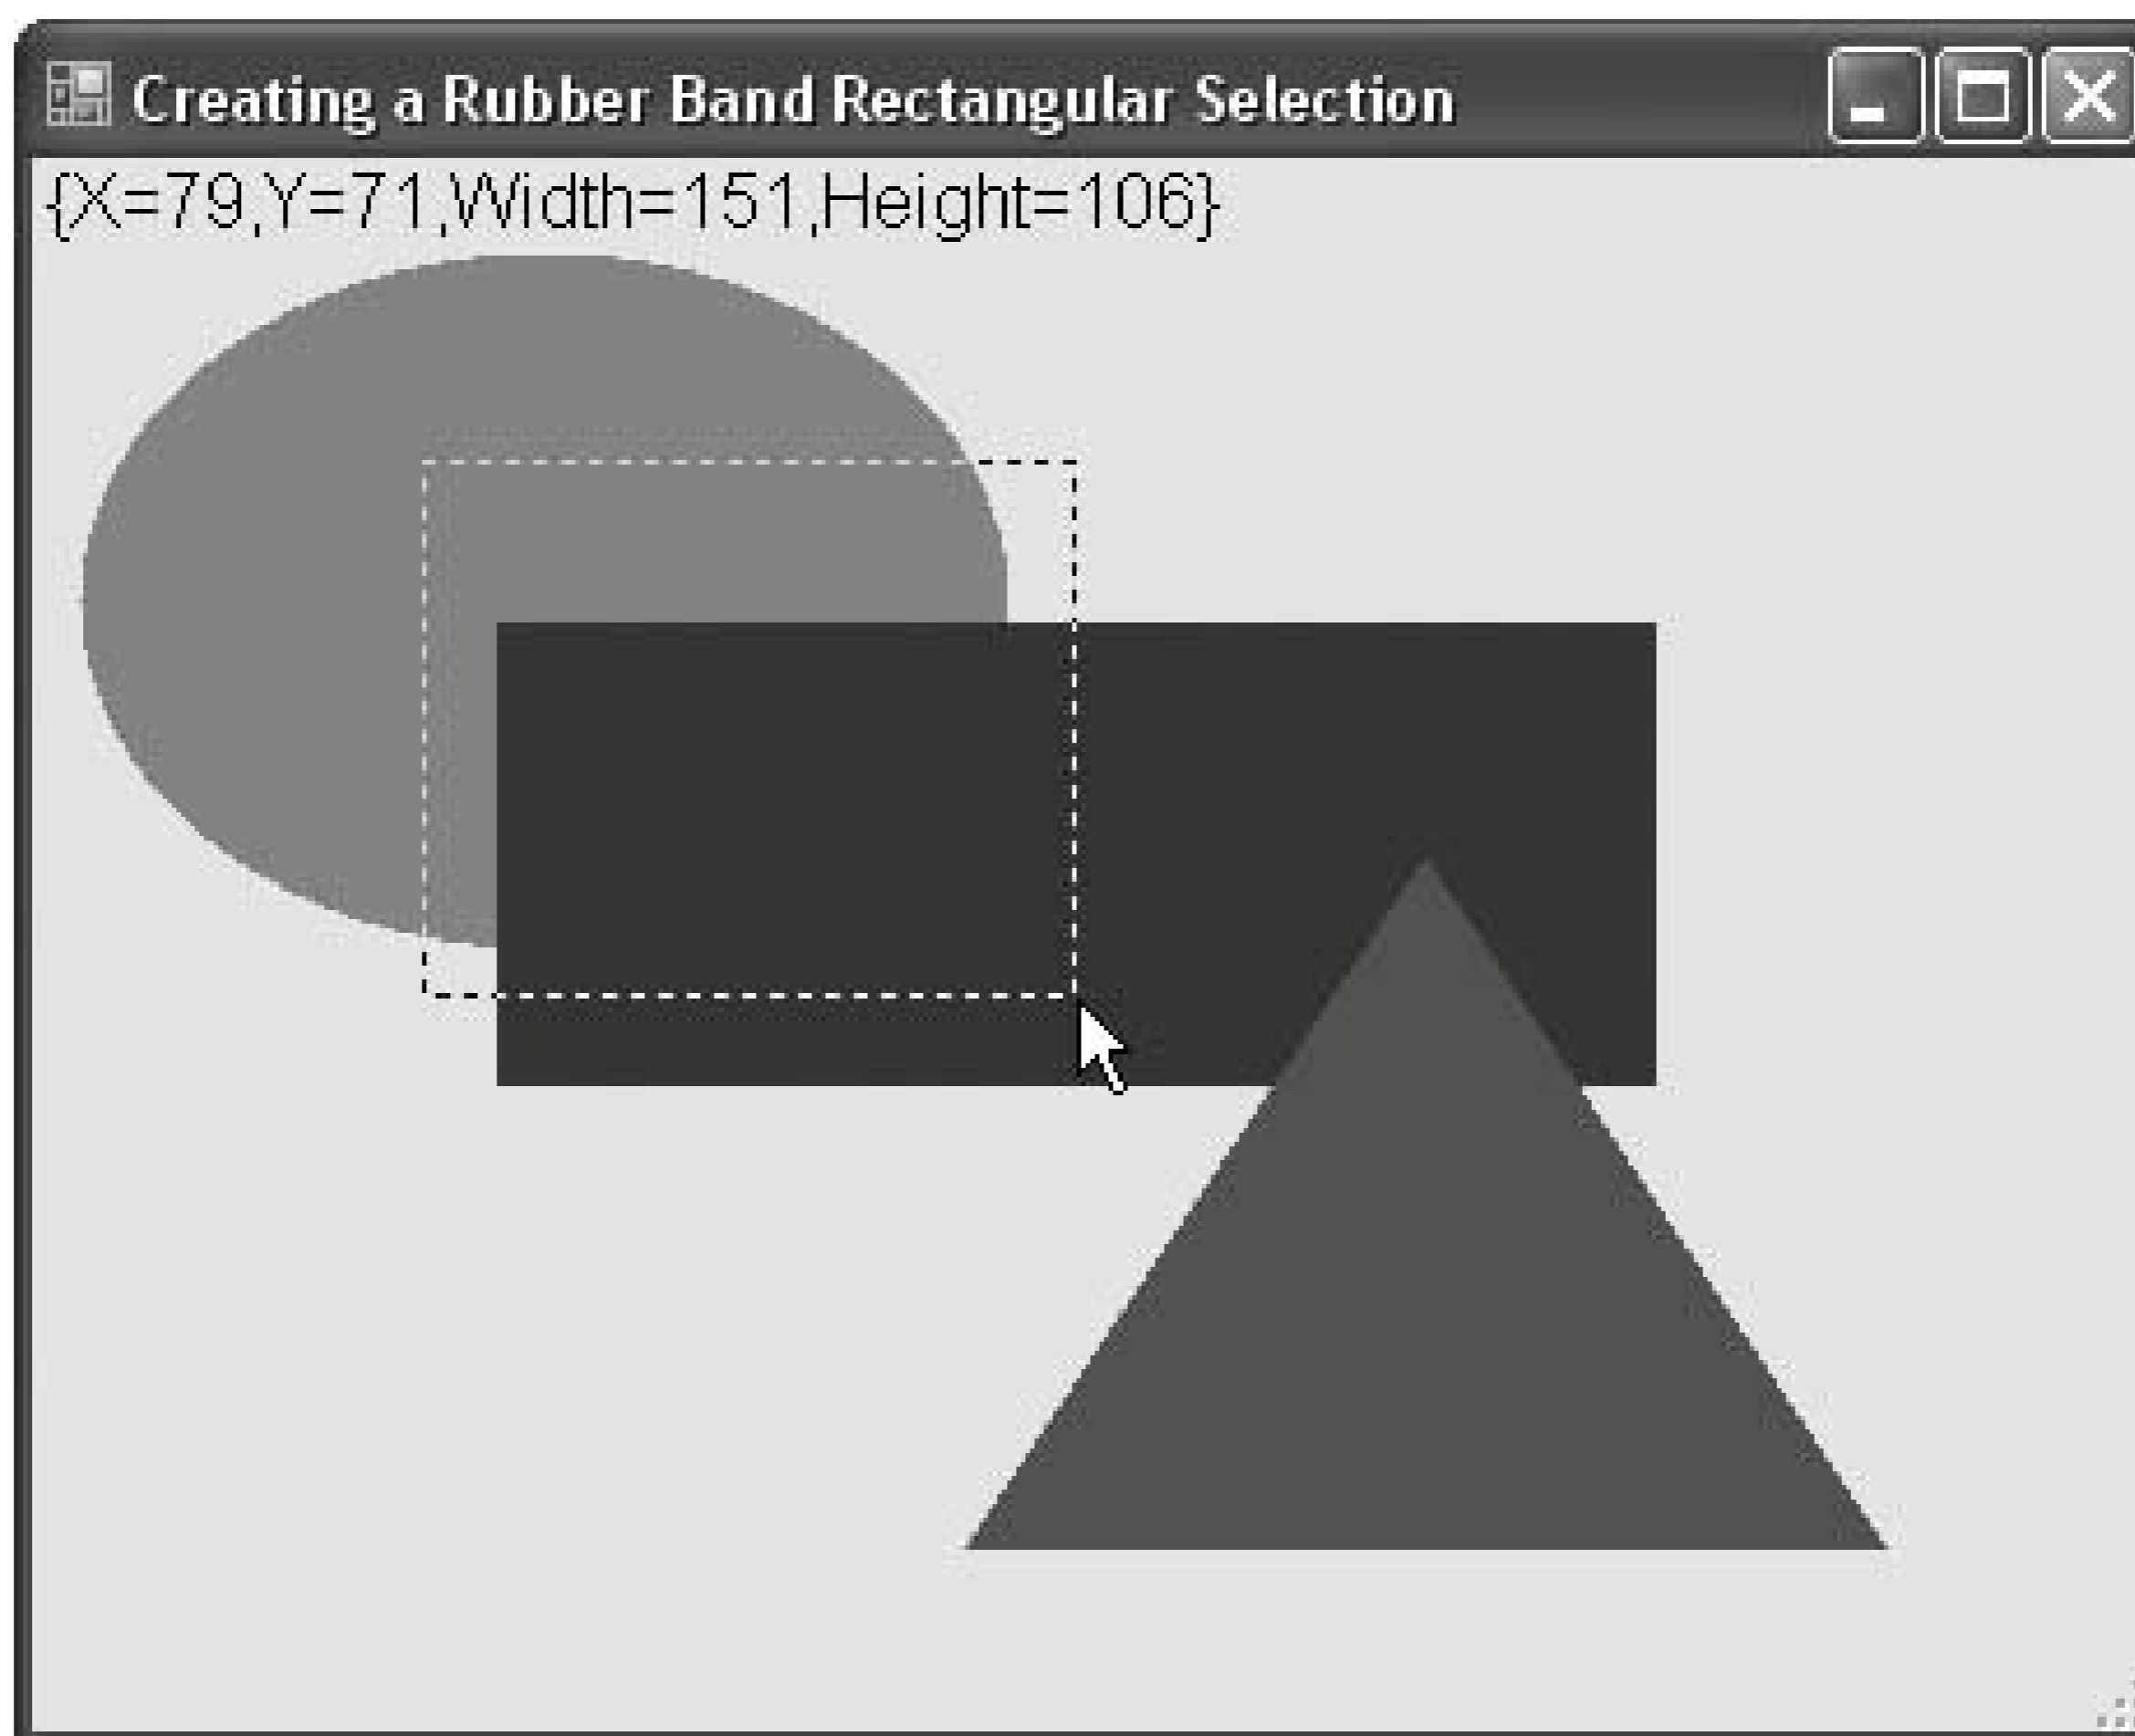 Creating a Rubber Band Rectangular Selection
{X=79,Y=71,Width=151,Height=106}